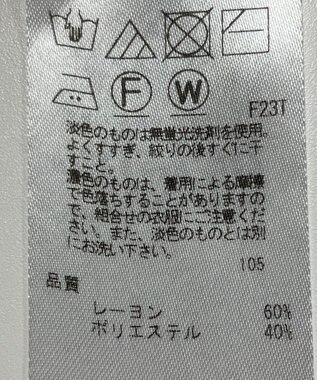 F
W
F23T
淡色のものは無蛍光洗剤を使用。
よくすすぎ、絞りの後すぐに干
すこと。
濃色のものは、着用による摩擦
で色落ちすることがありますの
で、組合せの衣服にご注意くだ
さい。また、淡色のものとは別
にお洗い下さい。
105
品質
レーヨン 60%
ポリエステル 40%